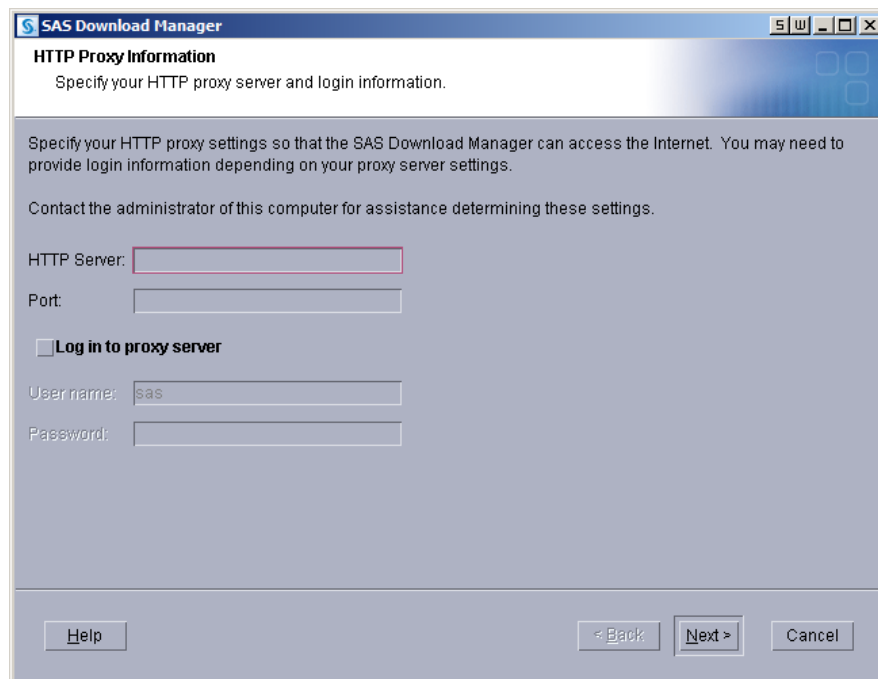 SAS Download Manager
S W
HTTP Proxy Information
Specify your HTTP proxy server and login information.
Specify your HTTP proxy settings so that the SAS Download Manager can access the Internet. You may need to
provide login information depending on your proxy server settings.
Contact the administrator of this computer for assistance determining these settings.
HTTP Server:
Port:
Log in to proxy server
User name: sas
Password:
Help < Back Next > Cancel